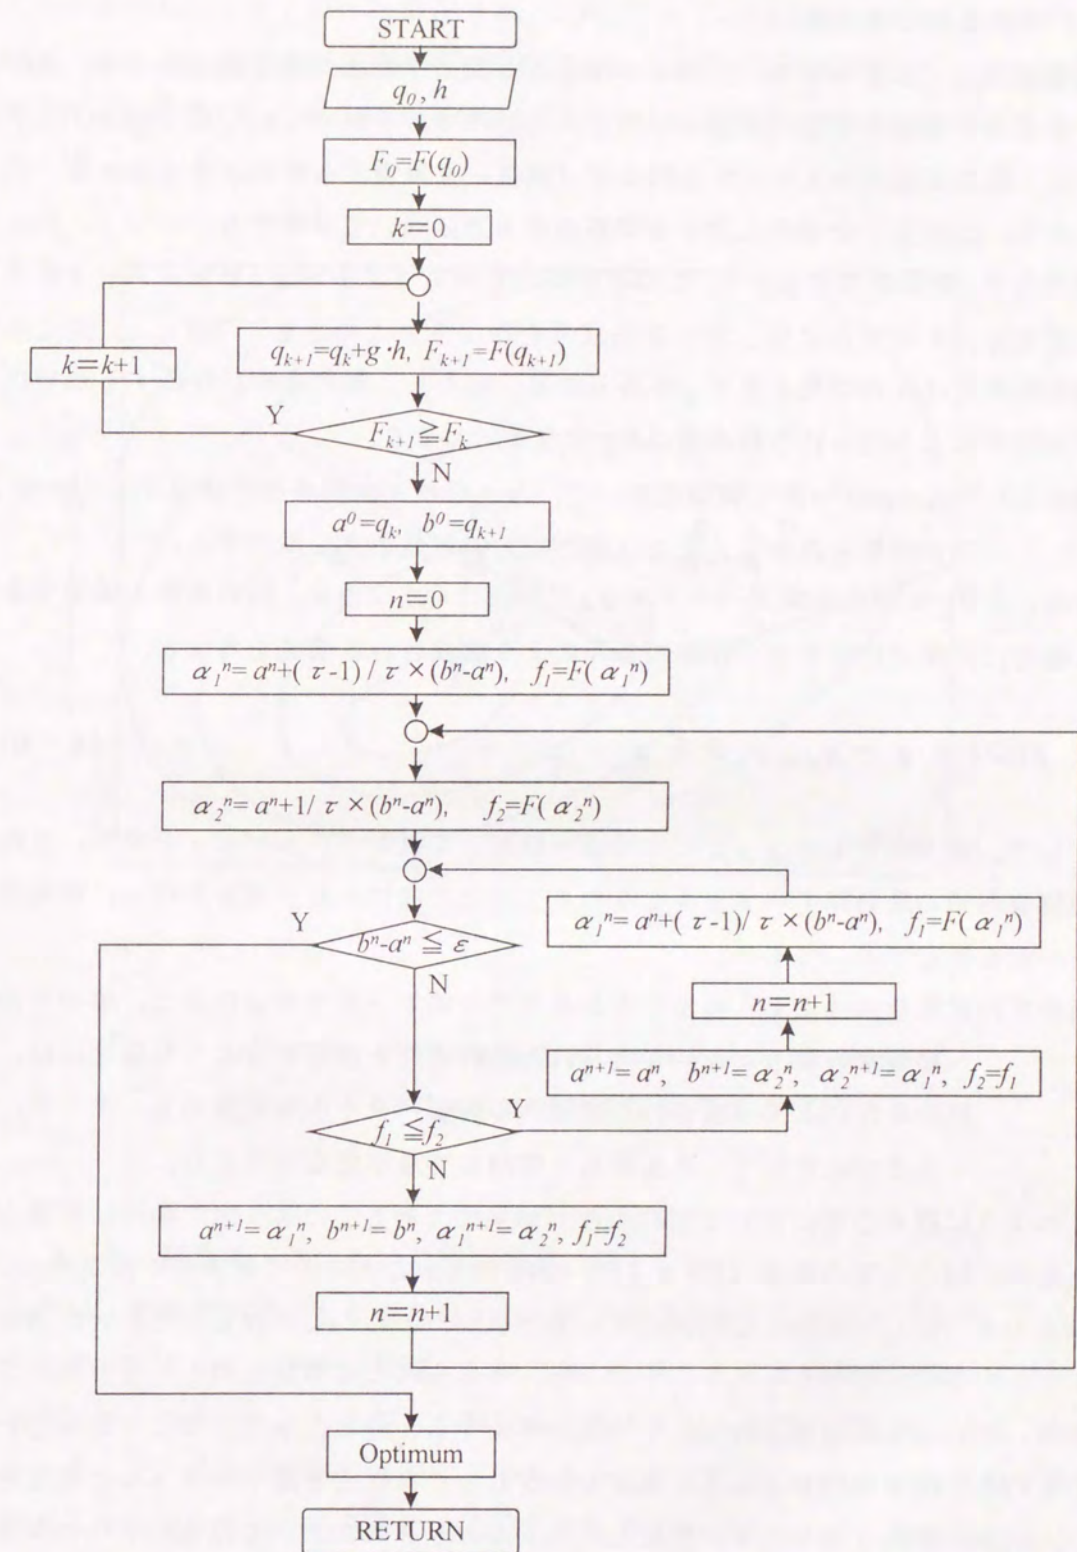 START
q₀, h
F₀=F(q₀)
k=0
k=k+1
qₖ₊₁=qₖ+g·h, Fₖ₊₁=F(qₖ₊₁)
Y
Fₖ₊₁≧Fₖ
N
a⁰=qₖ, b⁰=qₖ₊₁
n=0
α₁ⁿ=aⁿ+(τ-1)/τ×(bⁿ-aⁿ), f₁=F(α₁ⁿ)
α₂ⁿ=aⁿ+1/τ×(bⁿ-aⁿ), f₂=F(α₂ⁿ)
α₁ⁿ=aⁿ+(τ-1)/τ×(bⁿ-aⁿ), f₁=F(α₁ⁿ)
Y
bⁿ-aⁿ≦ε
N
n=n+1
aⁿ⁺¹=aⁿ, bⁿ⁺¹=α₂ⁿ, α₂ⁿ⁺¹=α₁ⁿ, f₂=f₁
Y
f₁≦f₂
N
aⁿ⁺¹=α₁ⁿ, bⁿ⁺¹=bⁿ, α₁ⁿ⁺¹=α₂ⁿ, f₁=f₂
n=n+1
Optimum
RETURN